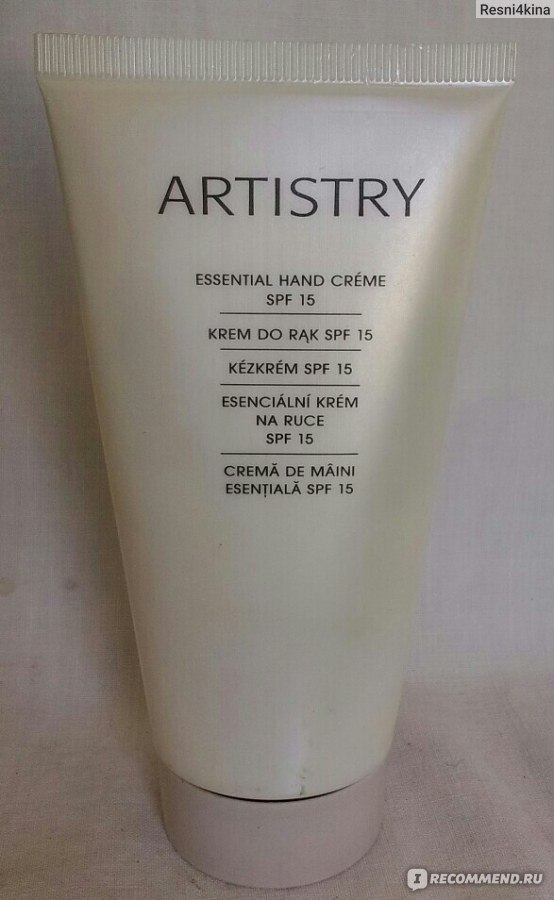 Resni4kina
ARTISTRY
ESSENTIAL HAND CRÉME
SPF 15
KREM DO RĄK SPF 15
KÉZKRÉM SPF 15
ESENCIÁLNÍ KRÉM
NA RUCE
SPF 15
CREMĂ DE MÂINI
ESENȚIALĂ SPF 15
I RECOMMEND.RU